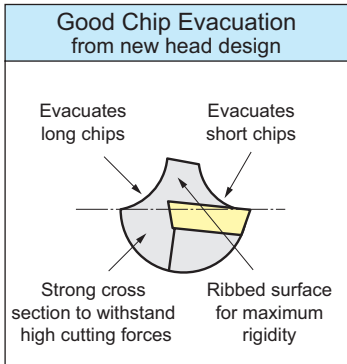 Good Chip Evacuation
from new head design
Evacuates
long chips
Evacuates
short chips
Strong cross
section to withstand
high cutting forces
Ribbed surface
for maximum
rigidity